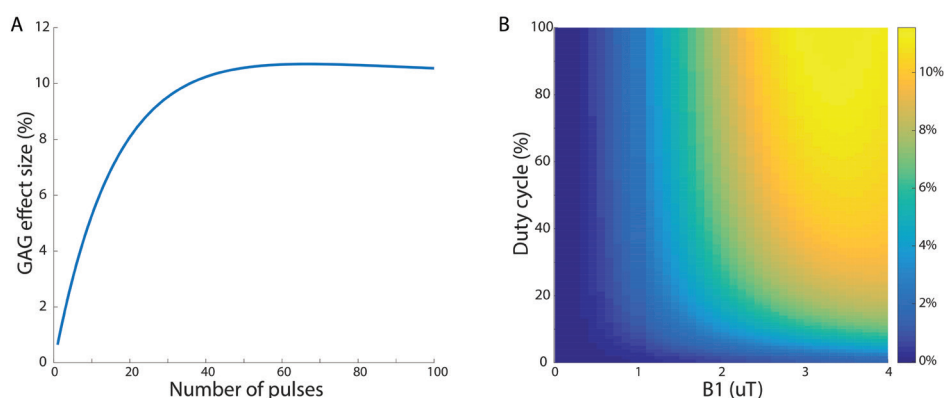 A
12
10
8
6
4
2
0
GAG effect size (%)
0 20 40 60 80 100
Number of pulses
B
100
80
60
40
20
0
Duty cycle (%)
0 1 2 3 4
B1 (uT)
10%
8%
6%
4%
2%
0%